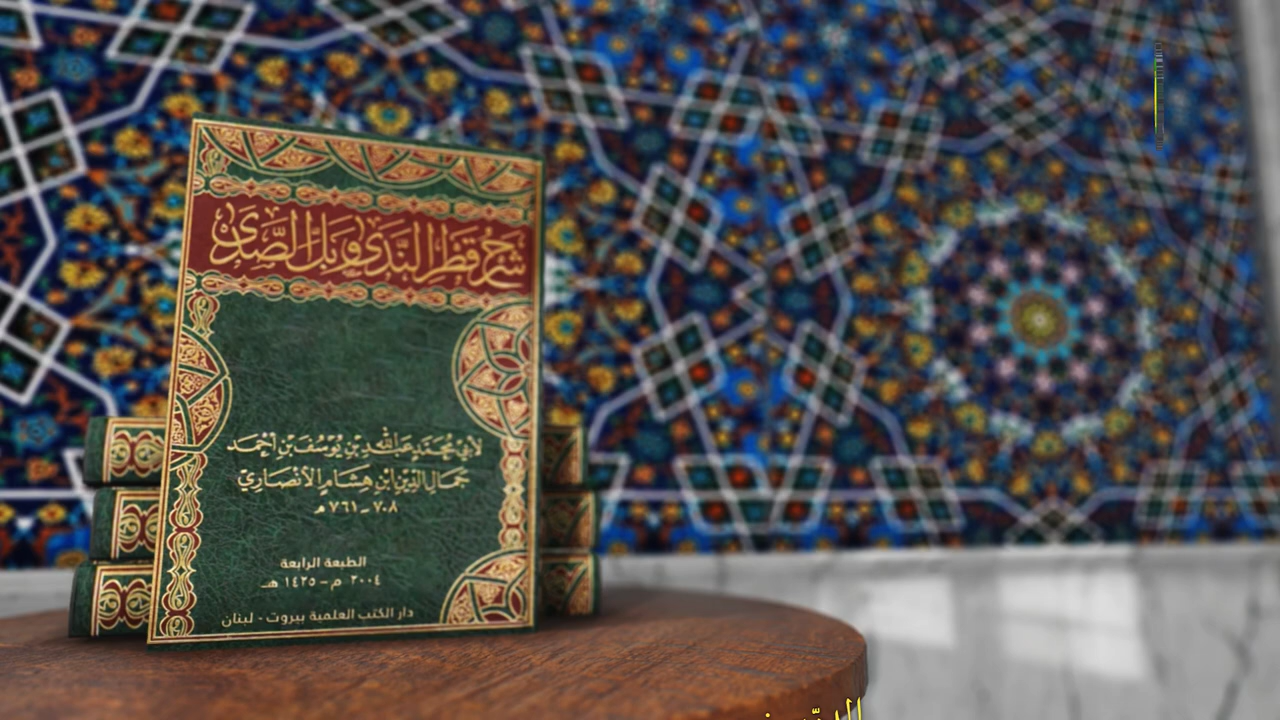 شرح قطر الندى وبل الصدى
لأبي محمد عبد الله بن يوسف بن أحمد
جمال الدين ابن هشام الأنصاري
٧٠٨ - ٧٦١ هـ
الطبعة الرابعة
٢٠٠٤ م - ١٤٢٥ هـ
دار الكتب العلمية بيروت - لبنان